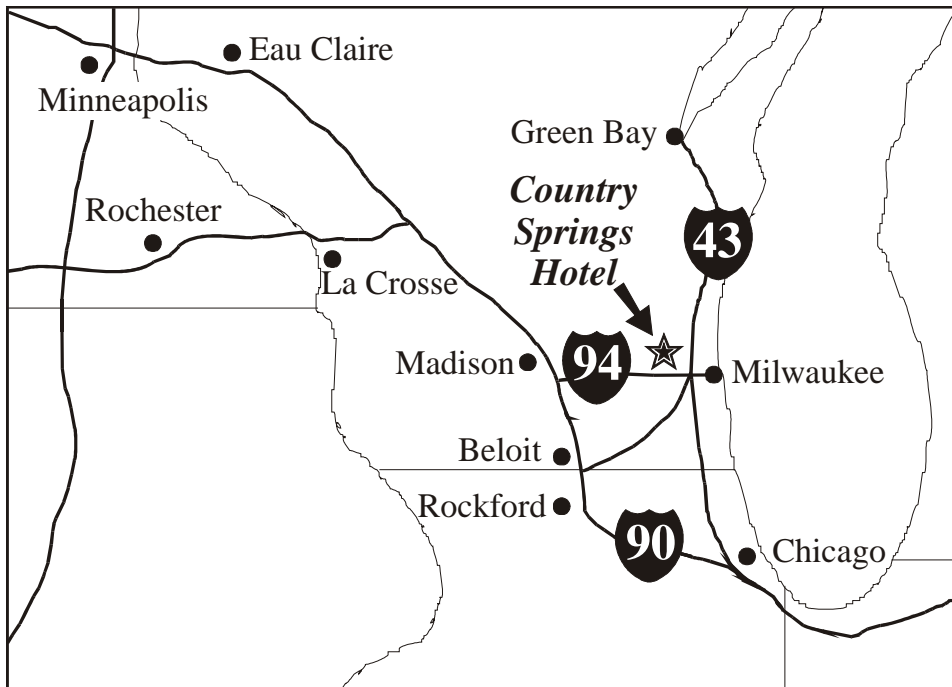 Eau Claire
Minneapolis
Green Bay
Country
Springs
Hotel
Rochester
43
La Crosse
94
Madison
Milwaukee
Beloit
Rockford
90
Chicago